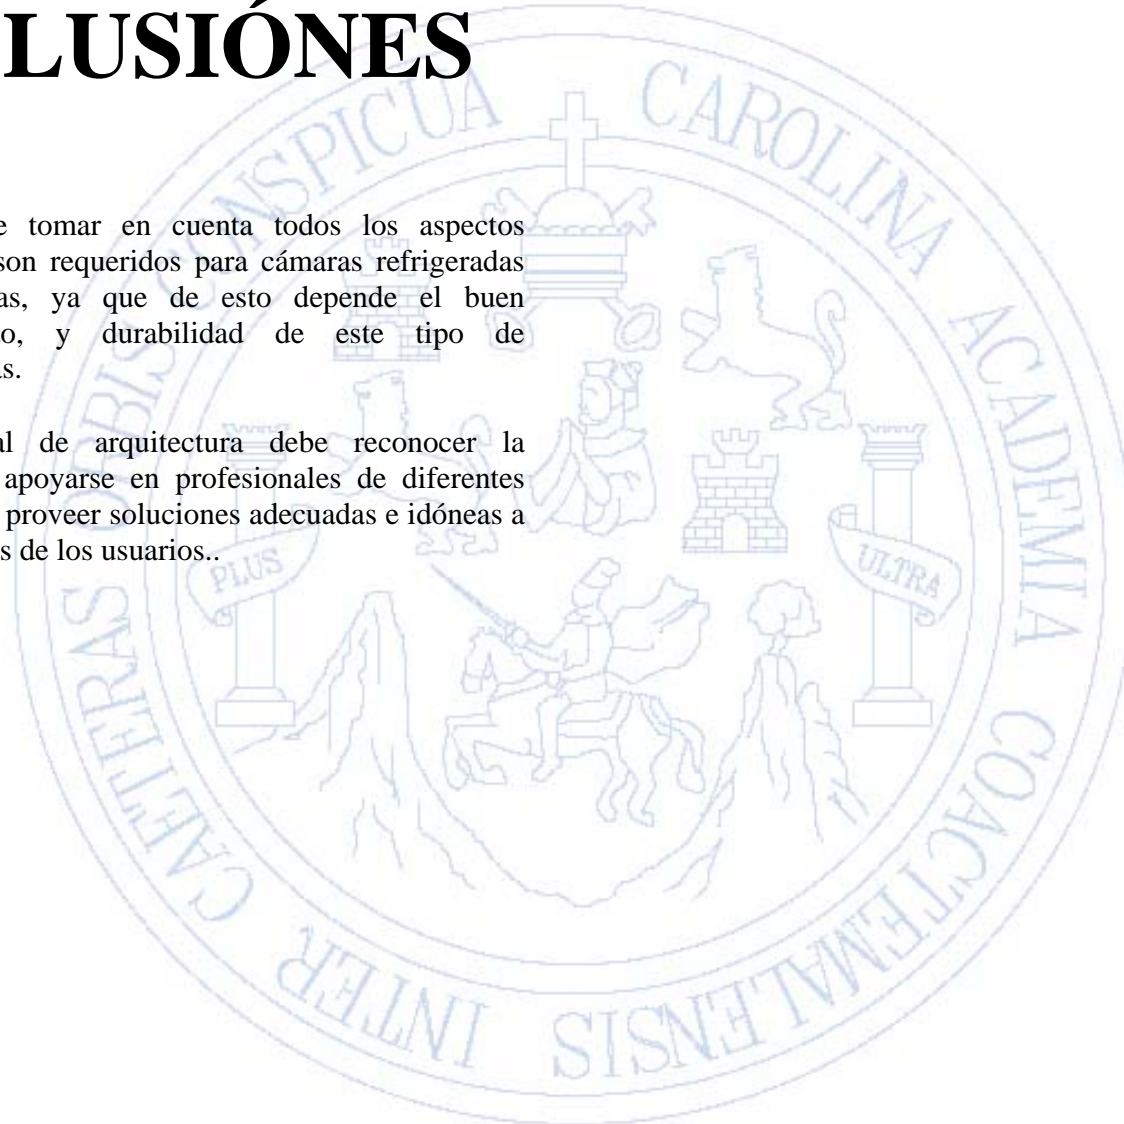 LUSIÓNES
e tomar en cuenta todos los aspectos
son requeridos para cámaras refrigeradas
as, ya que de esto depende el buen
o, y durabilidad de este tipo de
as.
al de arquitectura debe reconocer la
apoyarse en profesionales de diferentes
proveer soluciones adecuadas e idóneas a
s de los usuarios..
CAROLINA ACADEMIA COACTEMALENSIS INTER CAETERAS ORBIS CONSPICUA
PLUS
ULTRA